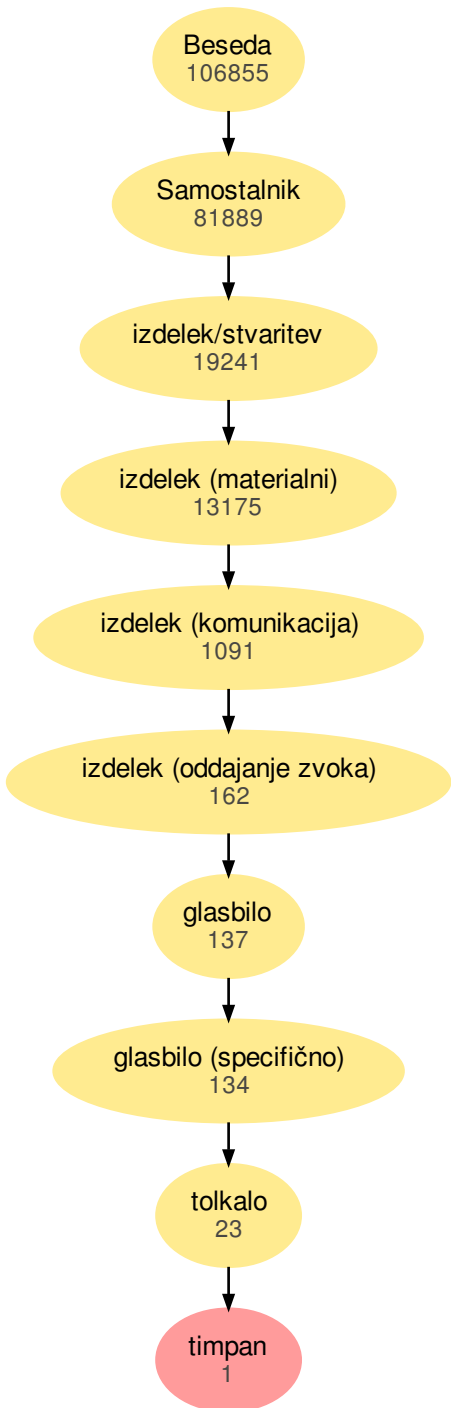 Beseda
106855
Samostalnik
81889
izdelek/stvaritev
19241
izdelek (materialni)
13175
izdelek (komunikacija)
1091
izdelek (oddajanje zvoka)
162
glasbilo
137
glasbilo (specifično)
134
tolkalo
23
timpan
1